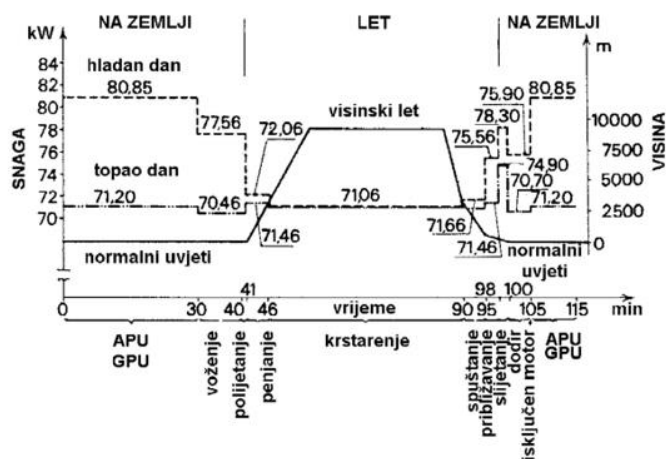 NA ZEMLJI LET NA ZEMLJI
kW
m
SNAGA
84
82
80
78
76
74
72
70
hladan dan
80,85
77,56
72,06
visinski let
75,56
78,30
75,90
80,85
topao dan
71,20
70,46
71,46
71,06
71,66
71,46
74,90
70,70
71,20
normalni uvjeti
normalni uvjeti
10000
7500
5000
2500
0
VISINA
0 30 40 41 46 vrijeme 90 95 98 100 105 115 min
APU
GPU
voženje
polijetanje
penjanje
krstarenje
spuštanje
približavanje
slijetanje
dodir
isključen motor
APU
GPU